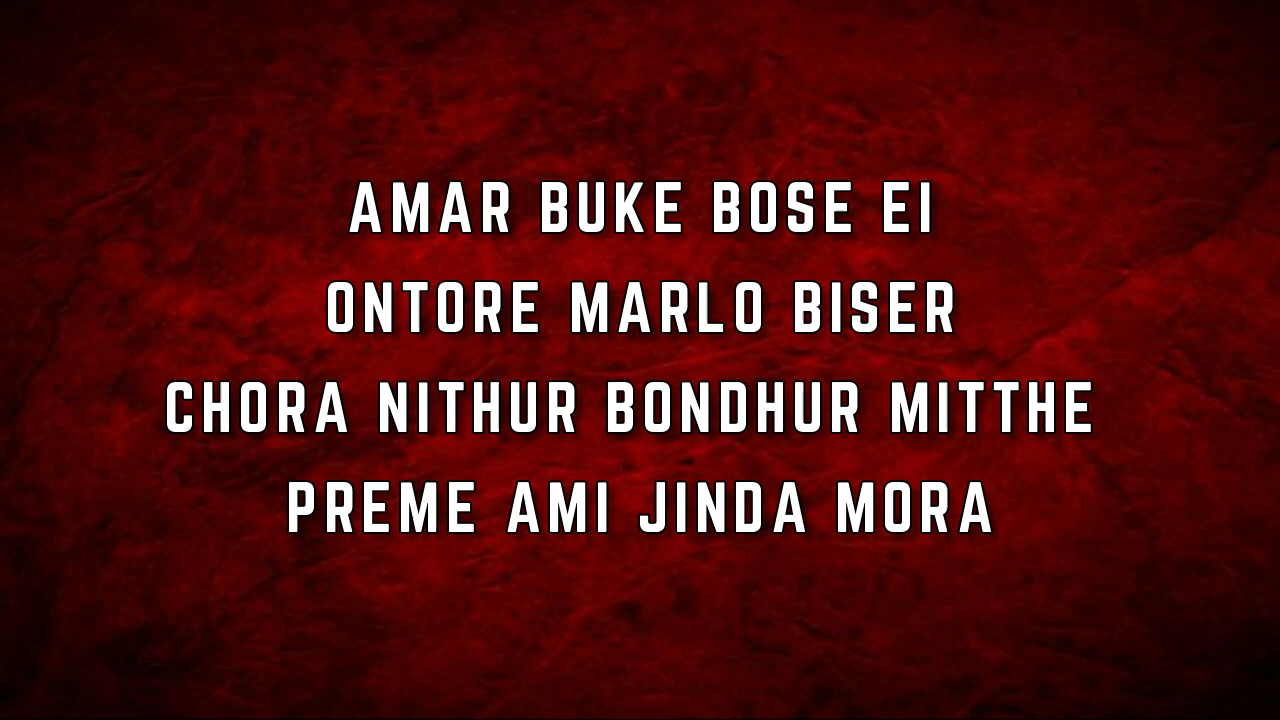 AMAR BUKE BOSE EI
ONTORE MARLO BISER
CHORA NITHUR BONDHUR MITTHE
PREME AMI JINDA MORA